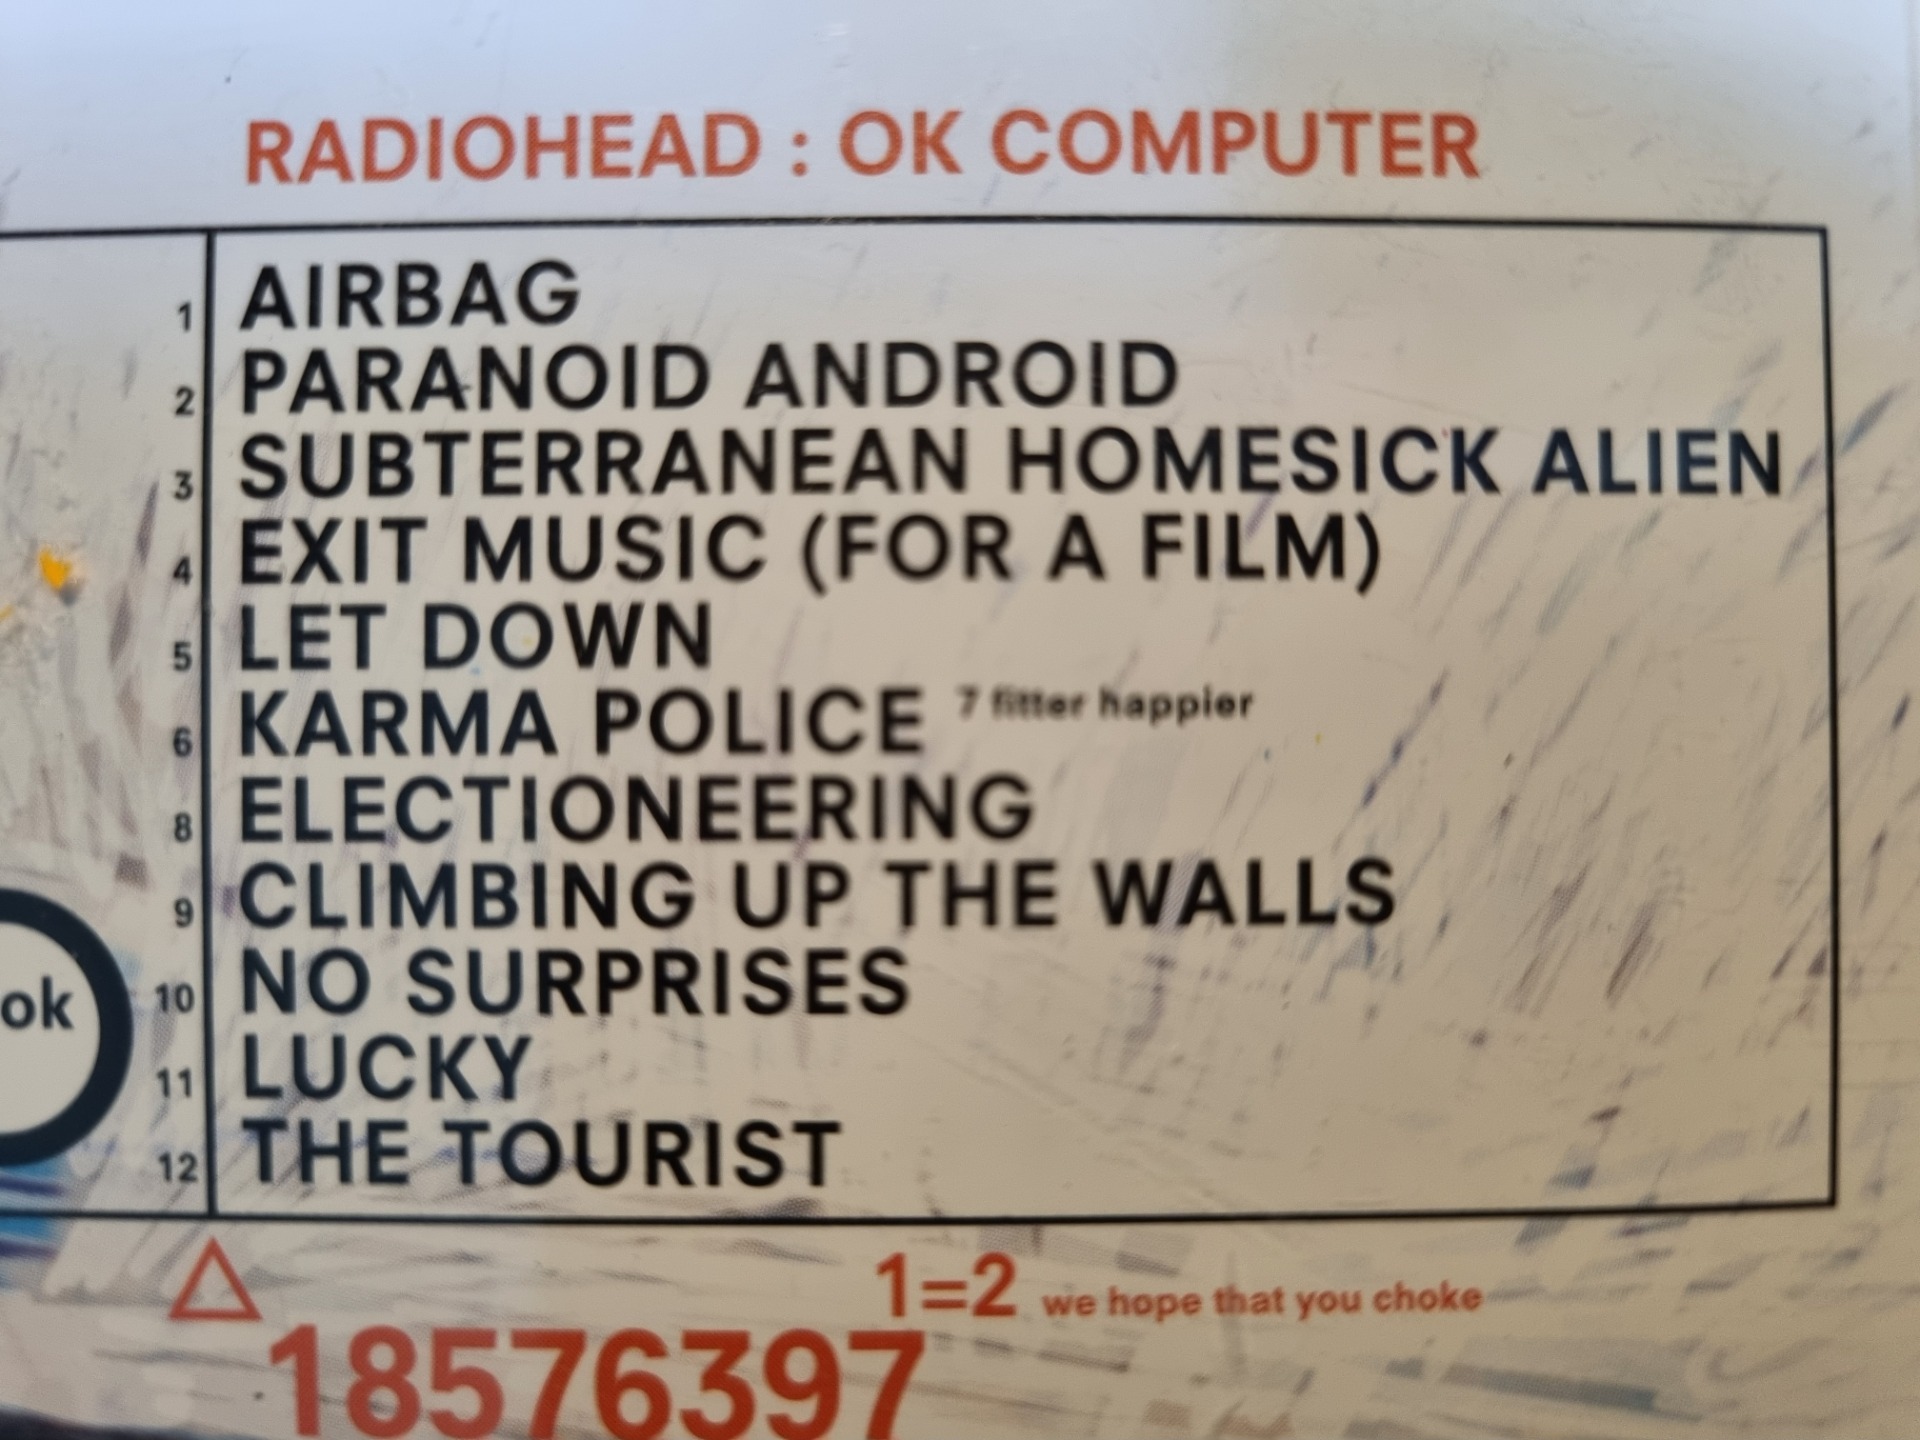 RADIOHEAD : OK COMPUTER
1 AIRBAG
2 PARANOID ANDROID
3 SUBTERRANEAN HOMESICK ALIEN
4 EXIT MUSIC (FOR A FILM)
5 LET DOWN
6 KARMA POLICE 7 fitter happier
8 ELECTIONEERING
9 CLIMBING UP THE WALLS
10 NO SURPRISES
ok
11 LUCKY
12 THE TOURIST
1=2 we hope that you choke
18576397